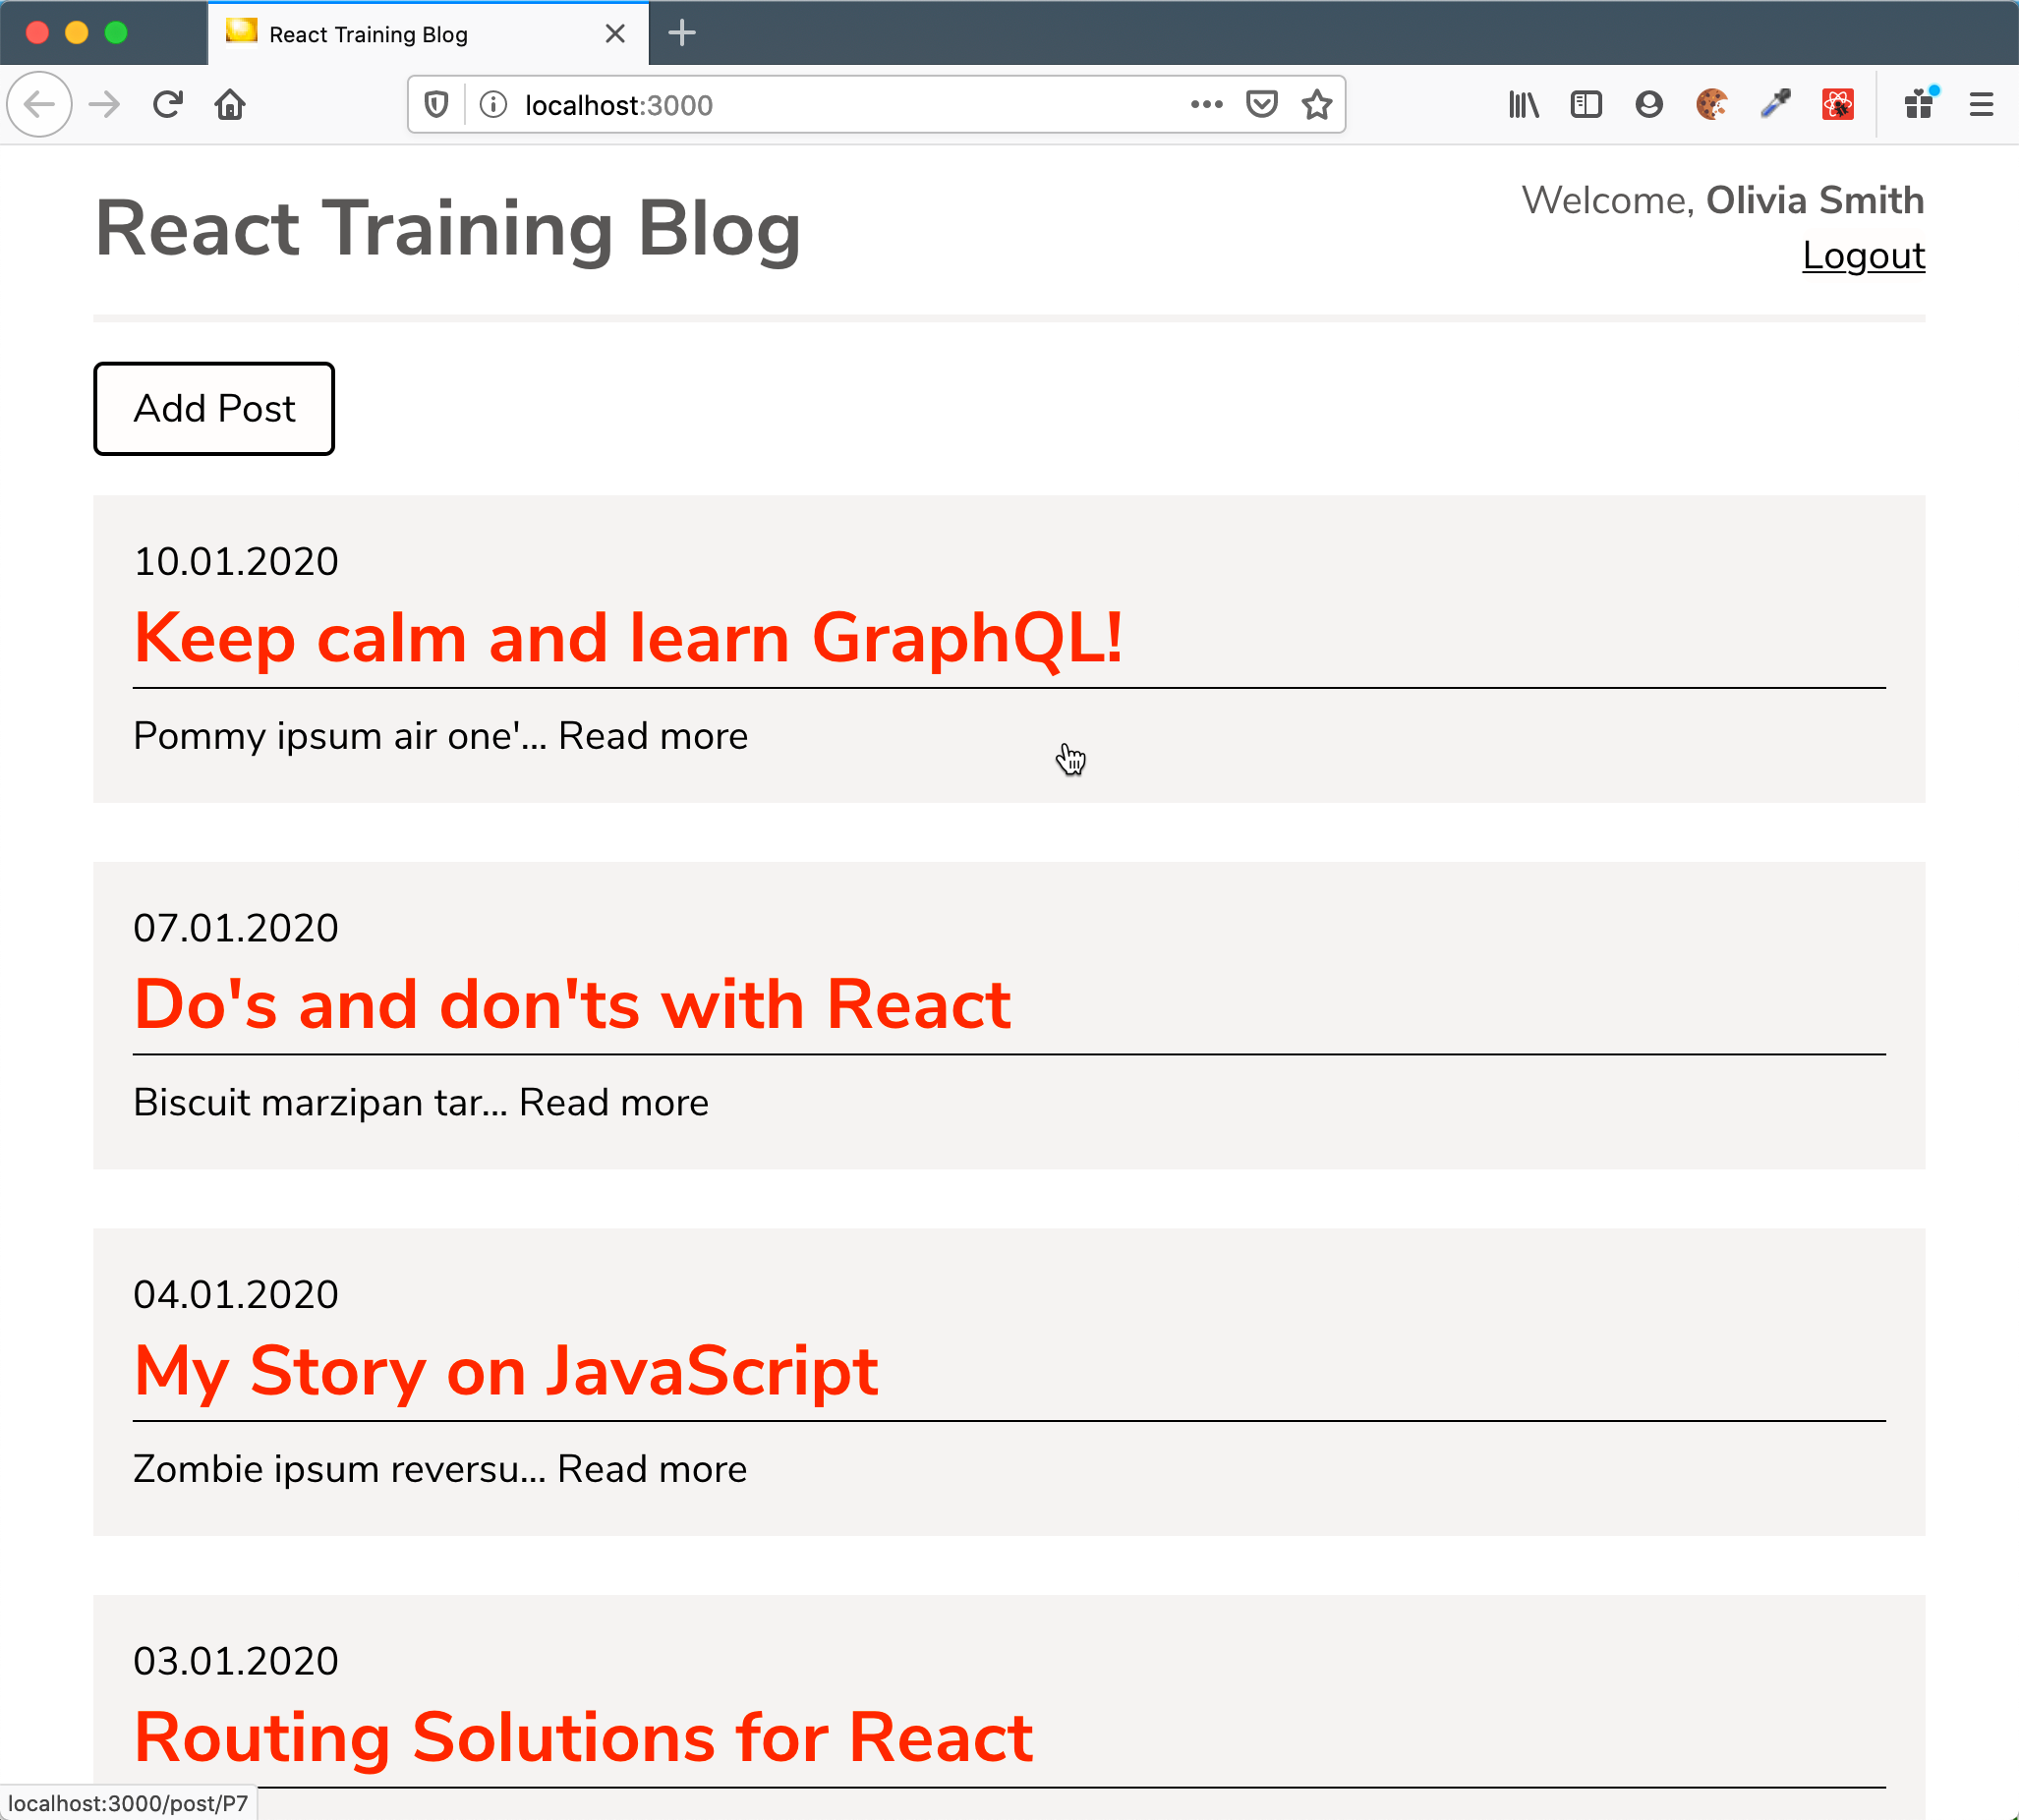 React Training Blog
localhost:3000
React Training Blog
Welcome, Olivia Smith
Logout
Add Post
10.01.2020
Keep calm and learn GraphQL!
Pommy ipsum air one'... Read more
07.01.2020
Do's and don'ts with React
Biscuit marzipan tar... Read more
04.01.2020
My Story on JavaScript
Zombie ipsum reversu... Read more
03.01.2020
Routing Solutions for React
localhost:3000/post/P7